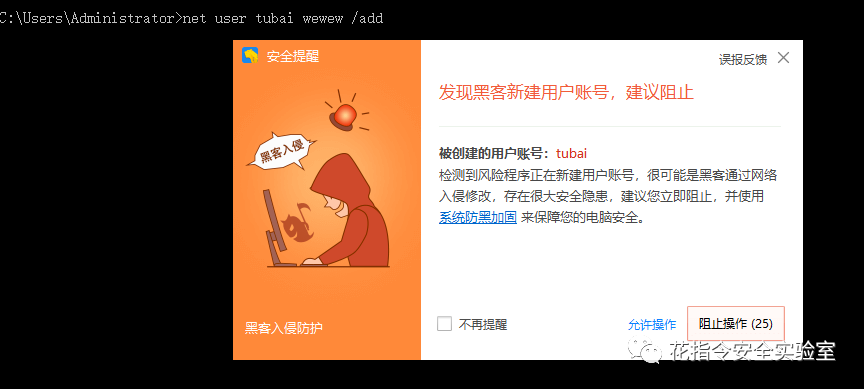 C:\Users\Administrator>net user tubai wewew /add
安全提醒
误报反馈
发现黑客新建用户账号，建议阻止
黑客入侵
被创建的用户账号：tubai
检测到风险程序正在新建用户账号，很可能是黑客通过网络
入侵修改，存在很大安全隐患，建议您立即阻止，并使用
系统防黑加固 来保障您的电脑安全。
黑客入侵防护
不再提醒
允许操作
阻止操作 (25)
花指令安全实验室